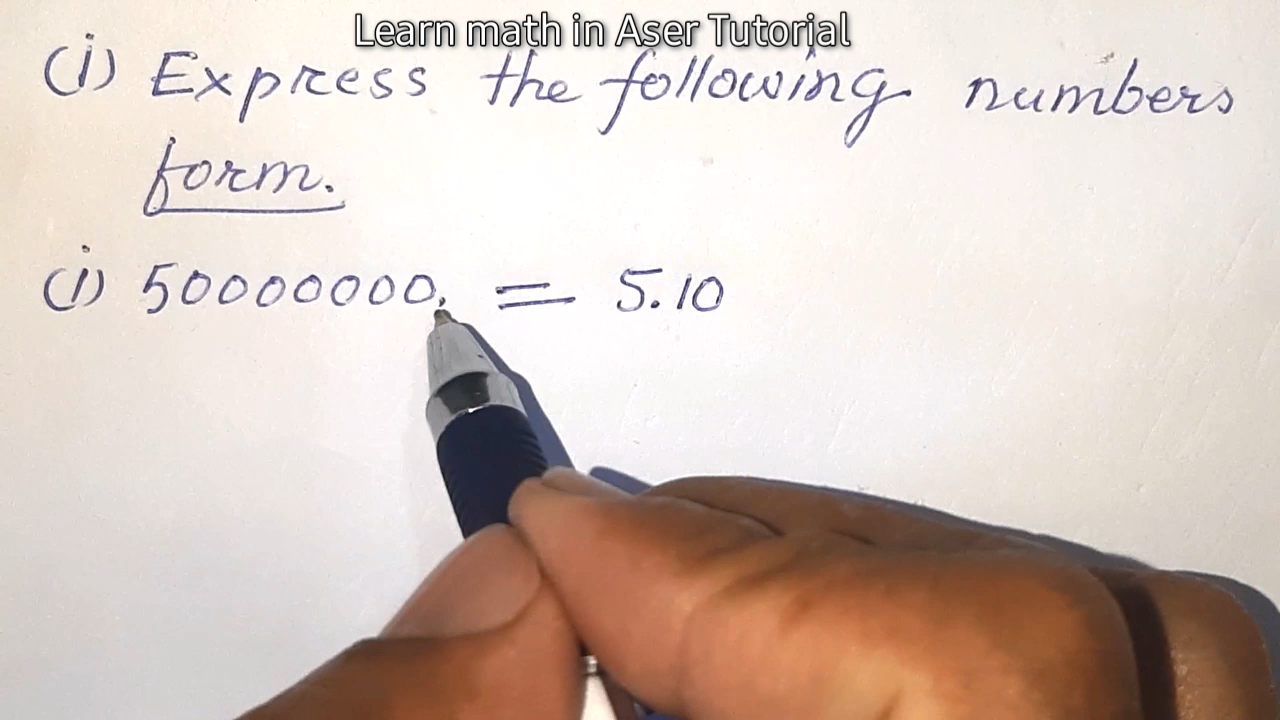 Learn math in Aser Tutorial
(i) Express the following numbers
form.
(i) 50000000. = 5.10